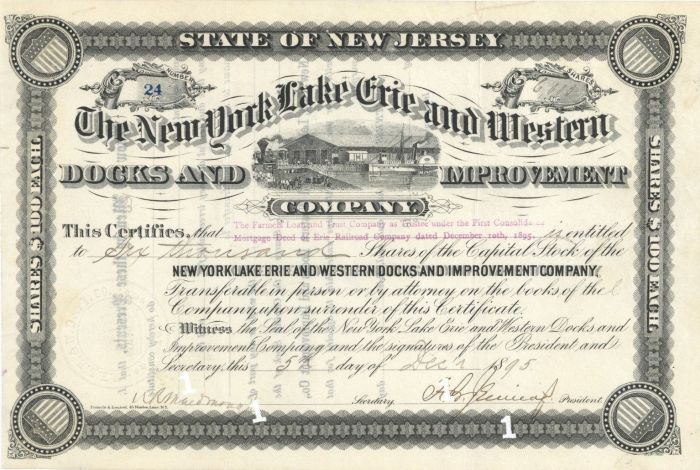 STATE OF NEW JERSEY
NUMBER
24
SHARES
The New York Lake Erie and Western
DOCKS AND IMPROVEMENT
COMPANY
SHARES $100 EACH.
SHARES $100 EACH.
This Certifies, that The Farmers Loan and Trust Company as Trustee under the First Consolidated
Mortgage Deed of Erie Railroad Company dated December 10th, 1895. is entitled
to Six thousand Shares of the Capital Stock of the
NEW YORK LAKE ERIE AND WESTERN DOCKS AND IMPROVEMENT COMPANY,
Transferable in person or by attorney on the books of the
Company upon surrender of this Certificate.
Witness the Seal of the New York Lake Erie and Western Docks and
Improvement Company and the signatures of the President and
Secretary, this 5th day of Dec 1895
Secretary.
President.